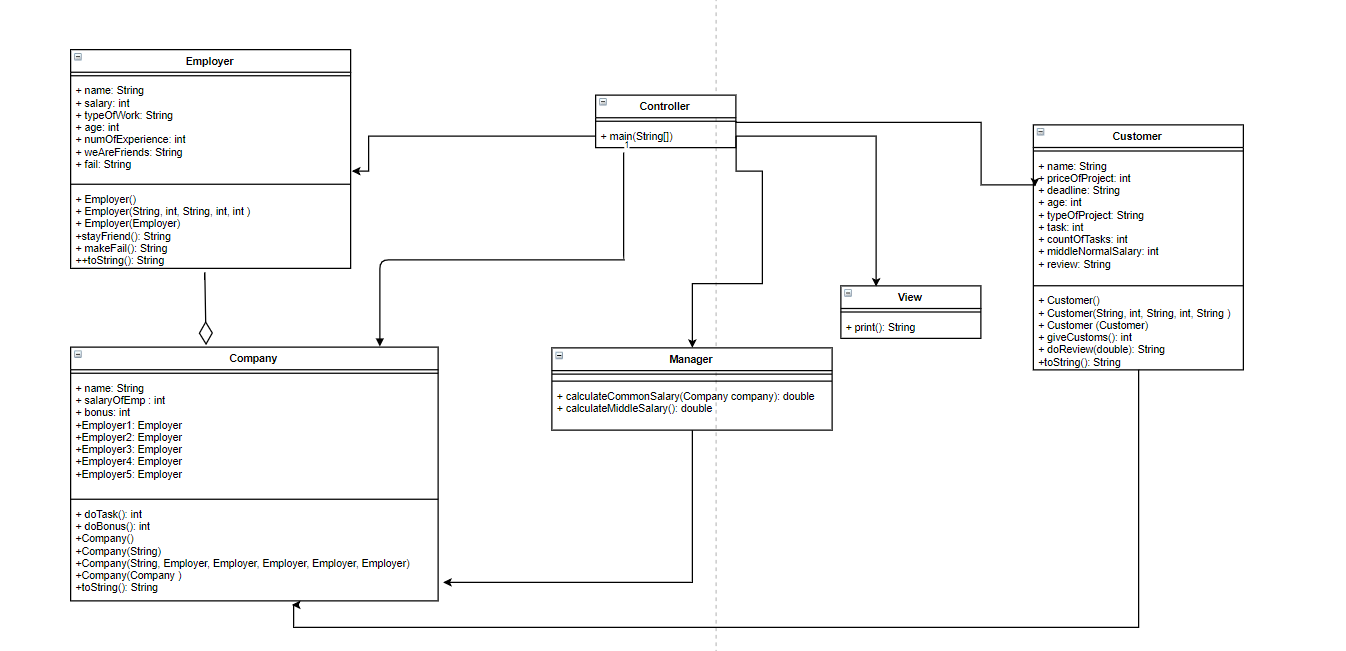 Employer
+ name: String
+ salary: int
+ typeOfWork: String
+ age: int
+ numOfExperience: int
+ weAreFriends: String
+ fail: String
+ Employer()
+ Employer(String, int, String, int, int )
+ Employer(Employer)
+stayFriend(): String
+ makeFail(): String
++toString(): String
Controller
+ main(String[])
1
Customer
+ name: String
+ priceOfProject: int
+ deadline: String
+ age: int
+ typeOfProject: String
+ task: int
+ countOfTasks: int
+ middleNormalSalary: int
+ review: String
+ Customer()
+ Customer(String, int, String, int, String )
+ Customer (Customer)
+ giveCustoms(): int
+ doReview(double): String
+toString(): String
View
+ print(): String
Company
+ name: String
+ salaryOfEmp : int
+ bonus: int
+Employer1: Employer
+Employer2: Employer
+Employer3: Employer
+Employer4: Employer
+Employer5: Employer
+ doTask(): int
+ doBonus(): int
+Company()
+Company(String)
+Company(String, Employer, Employer, Employer, Employer, Employer)
+Company(Company )
+toString(): String
Manager
+ calculateCommonSalary(Company company): double
+ calculateMiddleSalary(): double